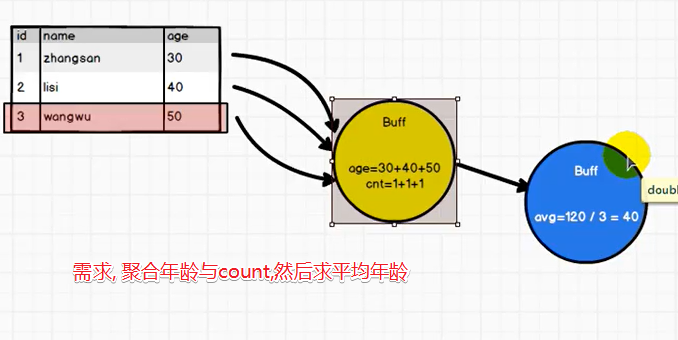 id name age
1 zhangsan 30
2 lisi 40
3 wangwu 50
Buff
age=30+40+50
cnt=1+1+1
Buff
avg=120 / 3 = 40
doubl
需求, 聚合年龄与count,然后求平均年龄